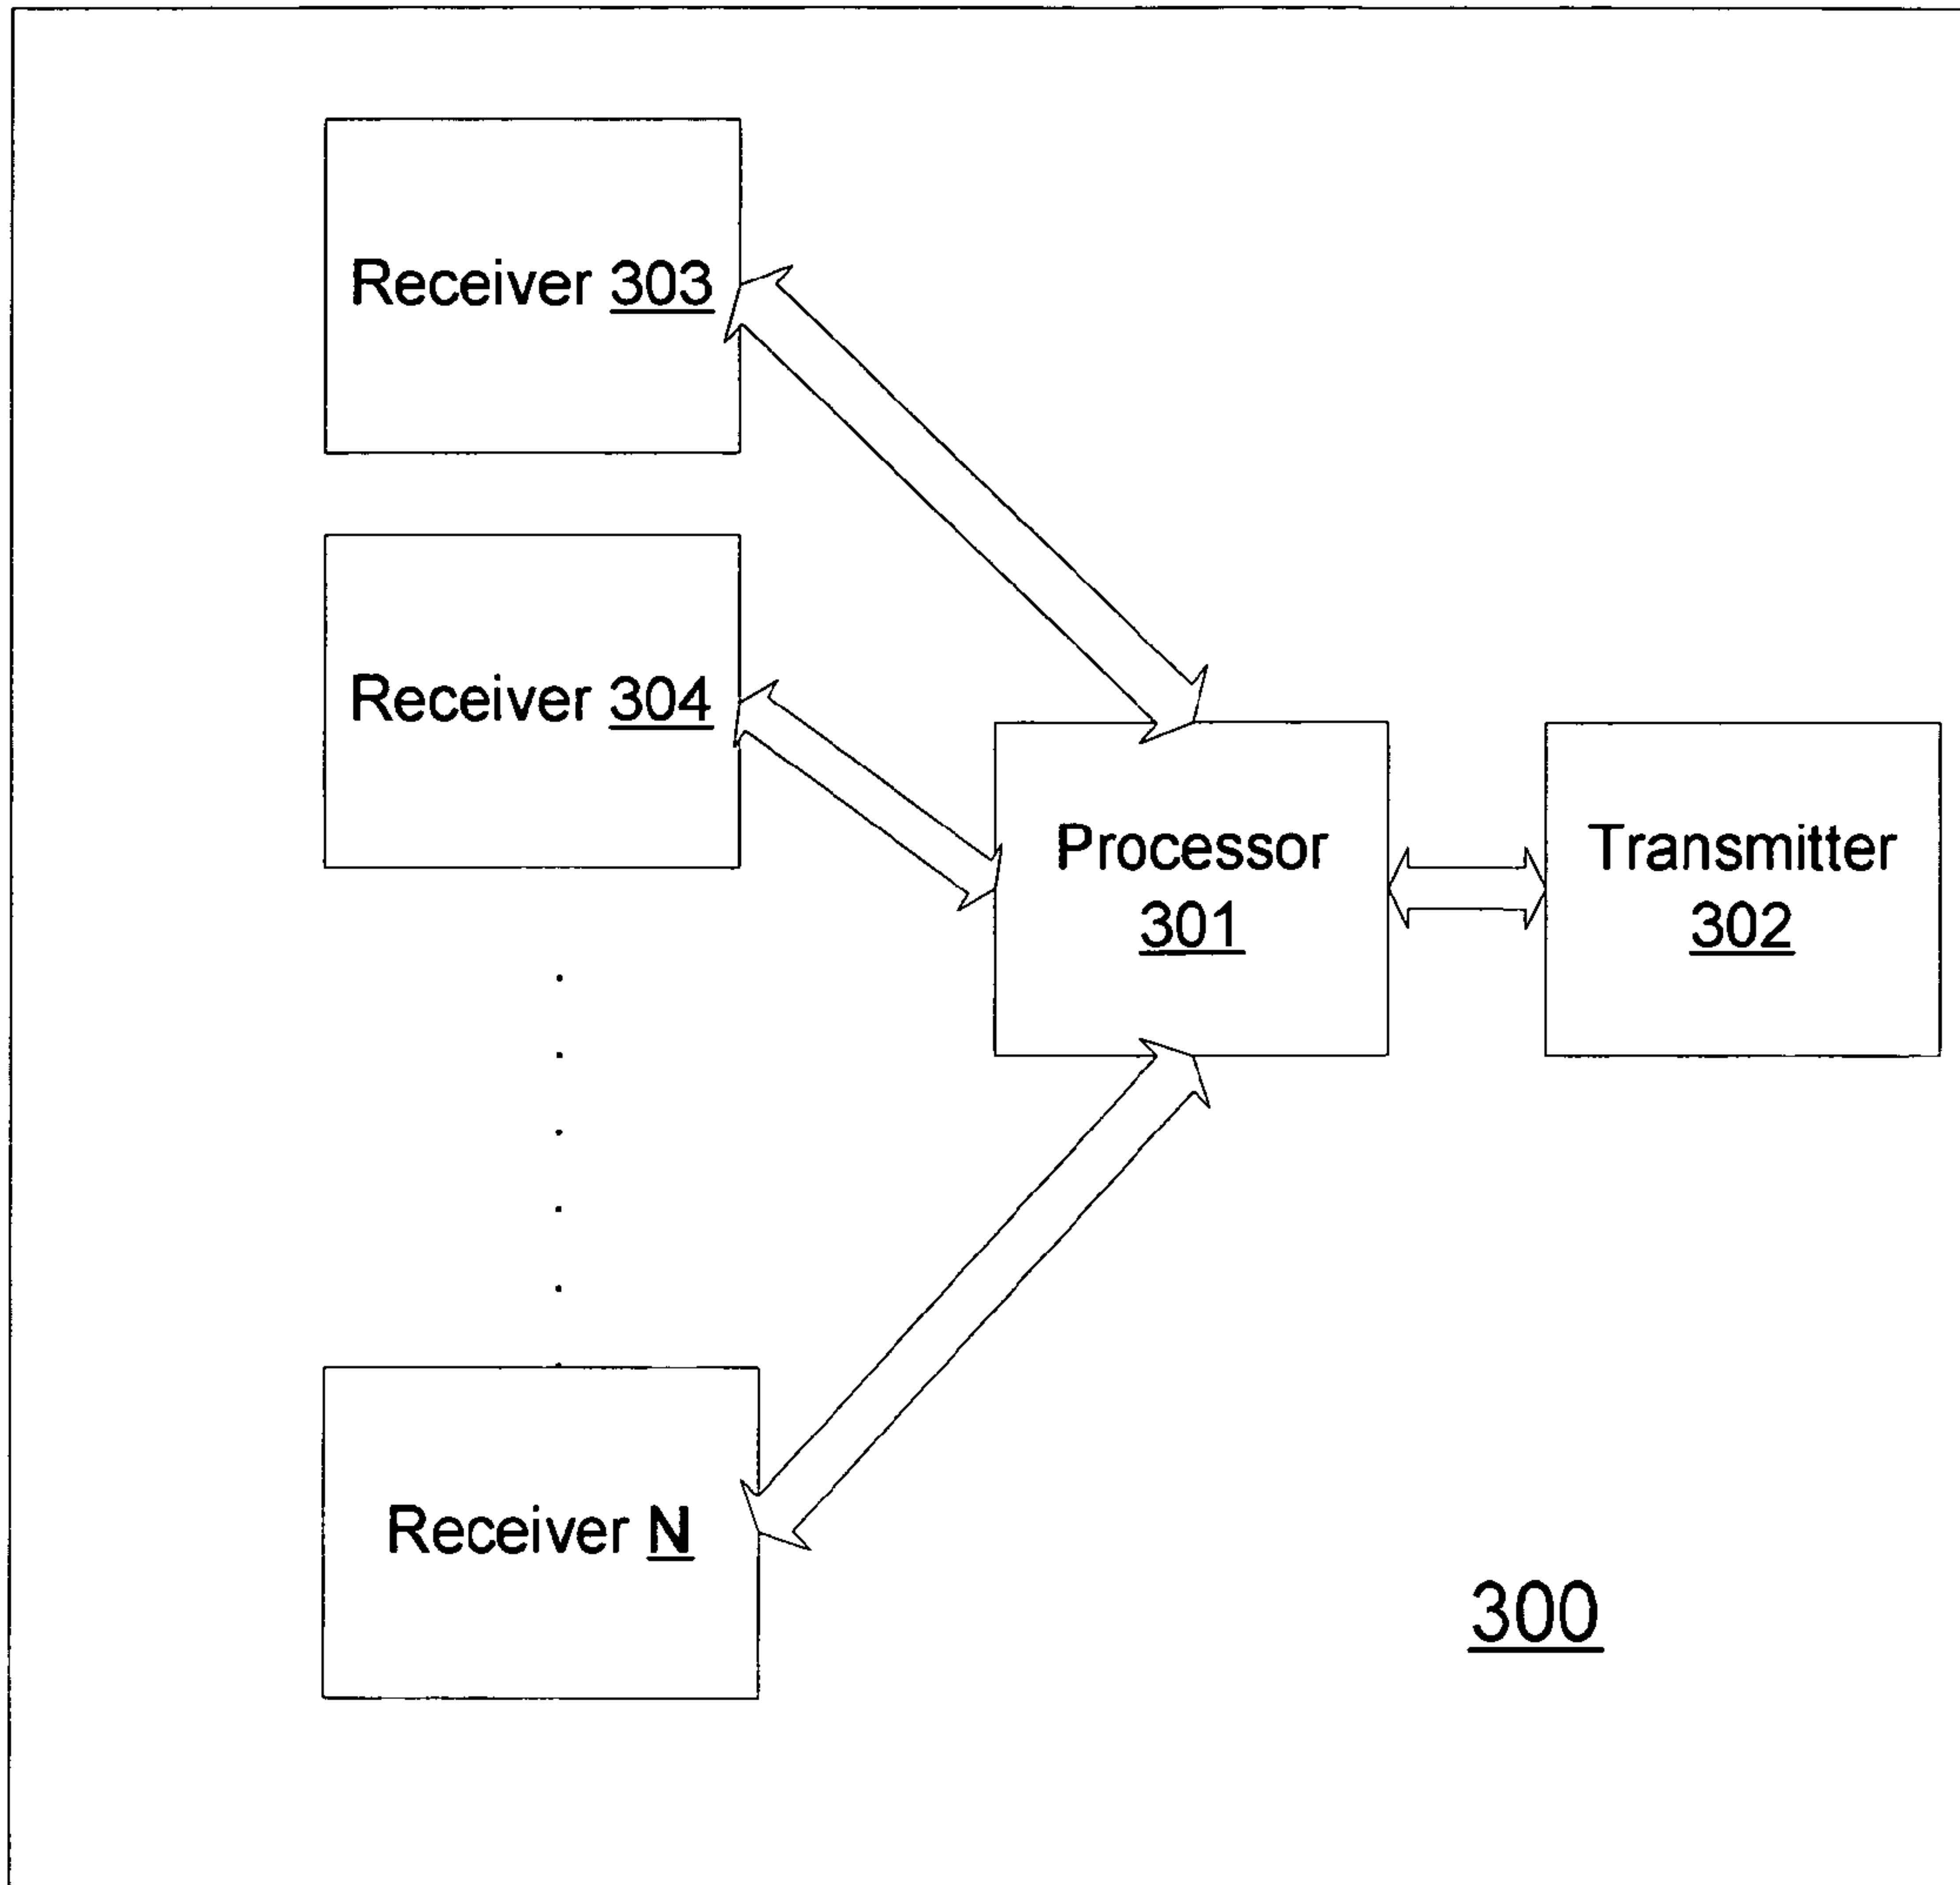 Receiver 303
Receiver 304
Processor
301
Transmitter
302
Receiver N
300